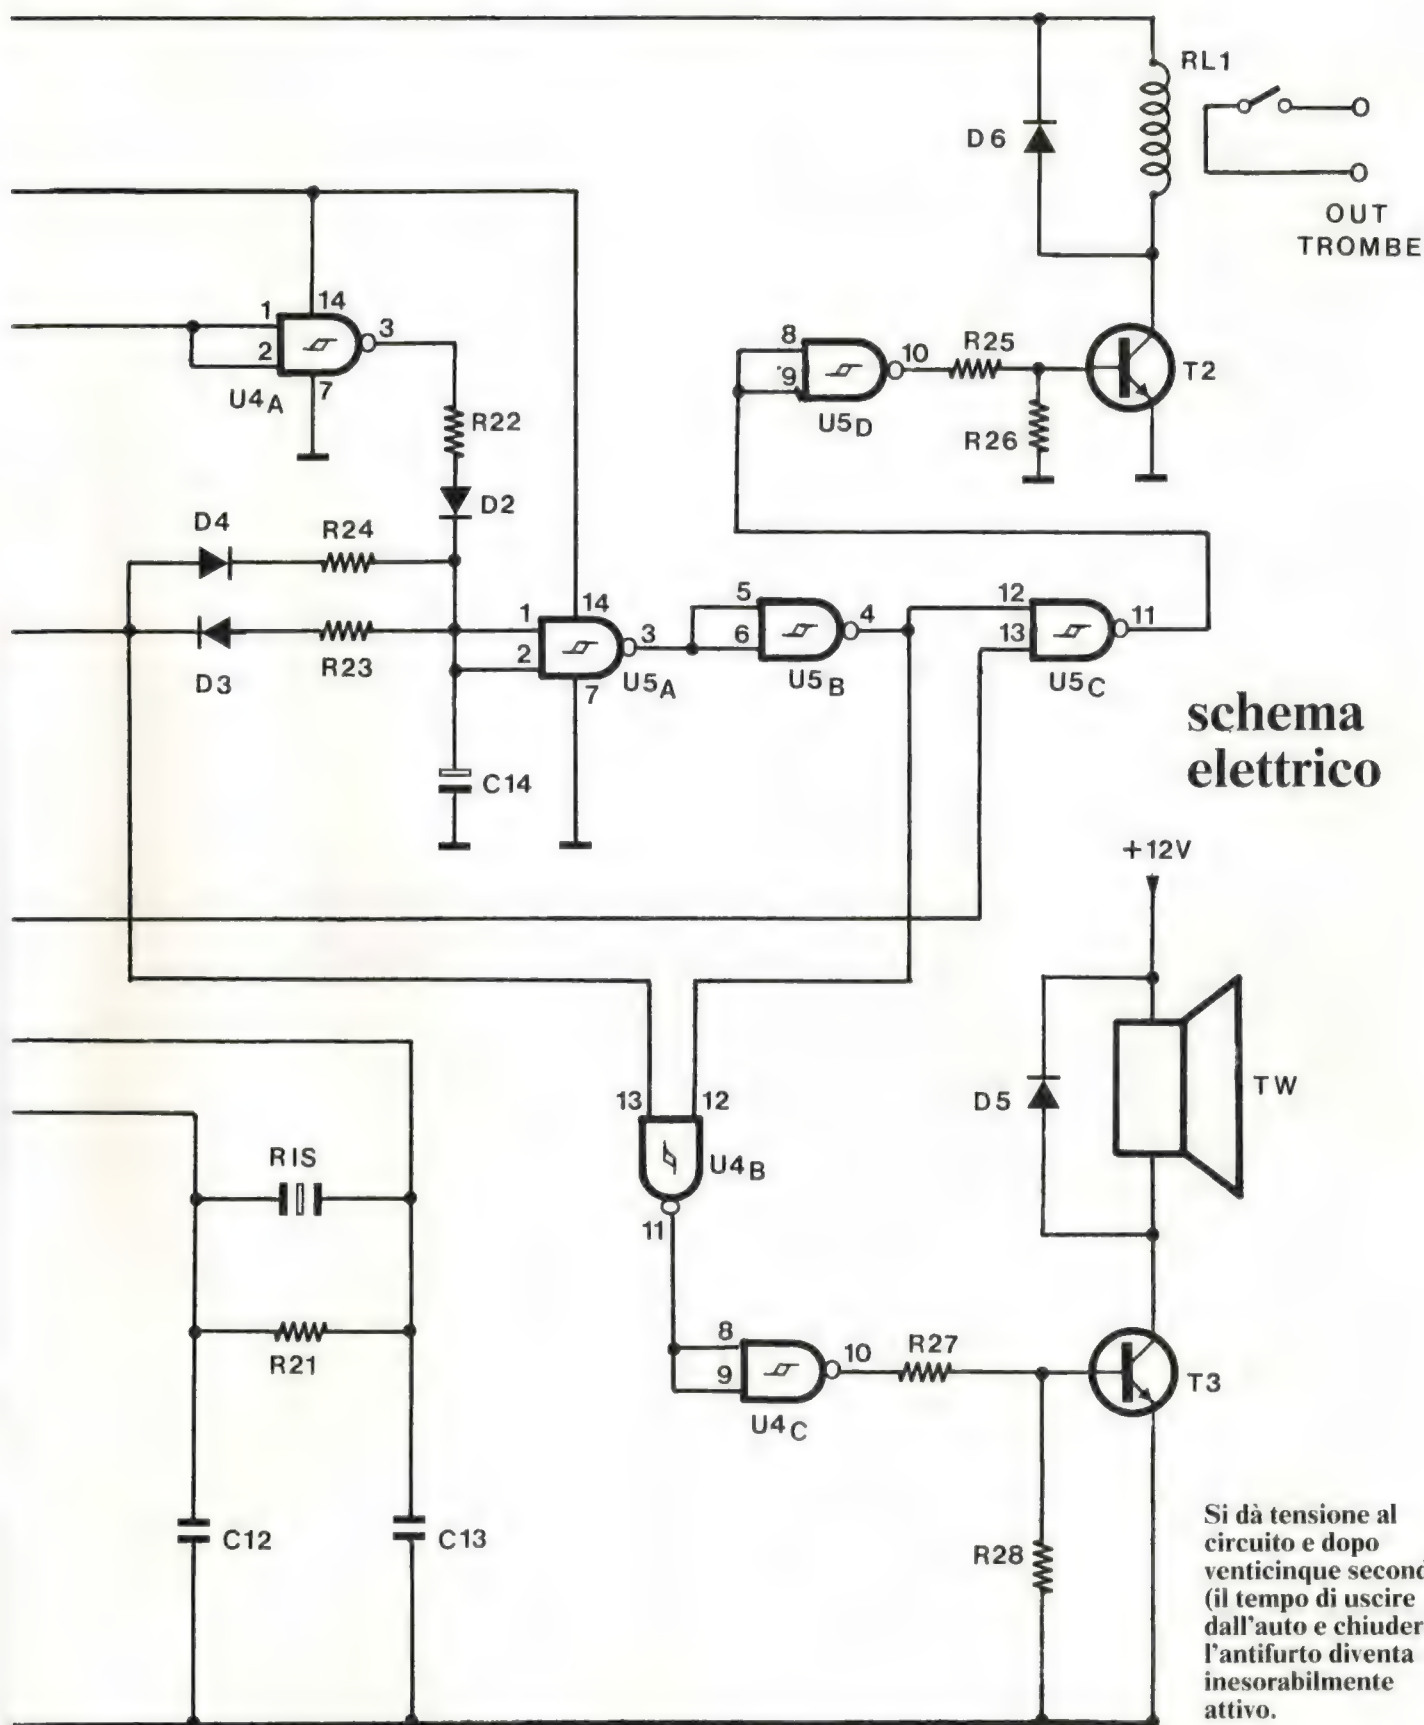 RL1
D6
OUT
TROMBE
1
14
2
3
7
U4A
R22
D2
8
9
10
U5D
R25
R26
T2
D4
R24
D3
R23
1
14
2
3
7
U5A
C14
5
6
4
U5B
12
13
11
U5C
schema
elettrico
+12V
13
12
U4B
11
D5
TW
RIS
R21
8
9
10
U4C
R27
T3
C12
C13
R28
Si dà tensione al
circuito e dopo
venticinque second
(il tempo di uscire
dall'auto e chiuder
l'antifurto diventa
inesorabilmente
attivo.